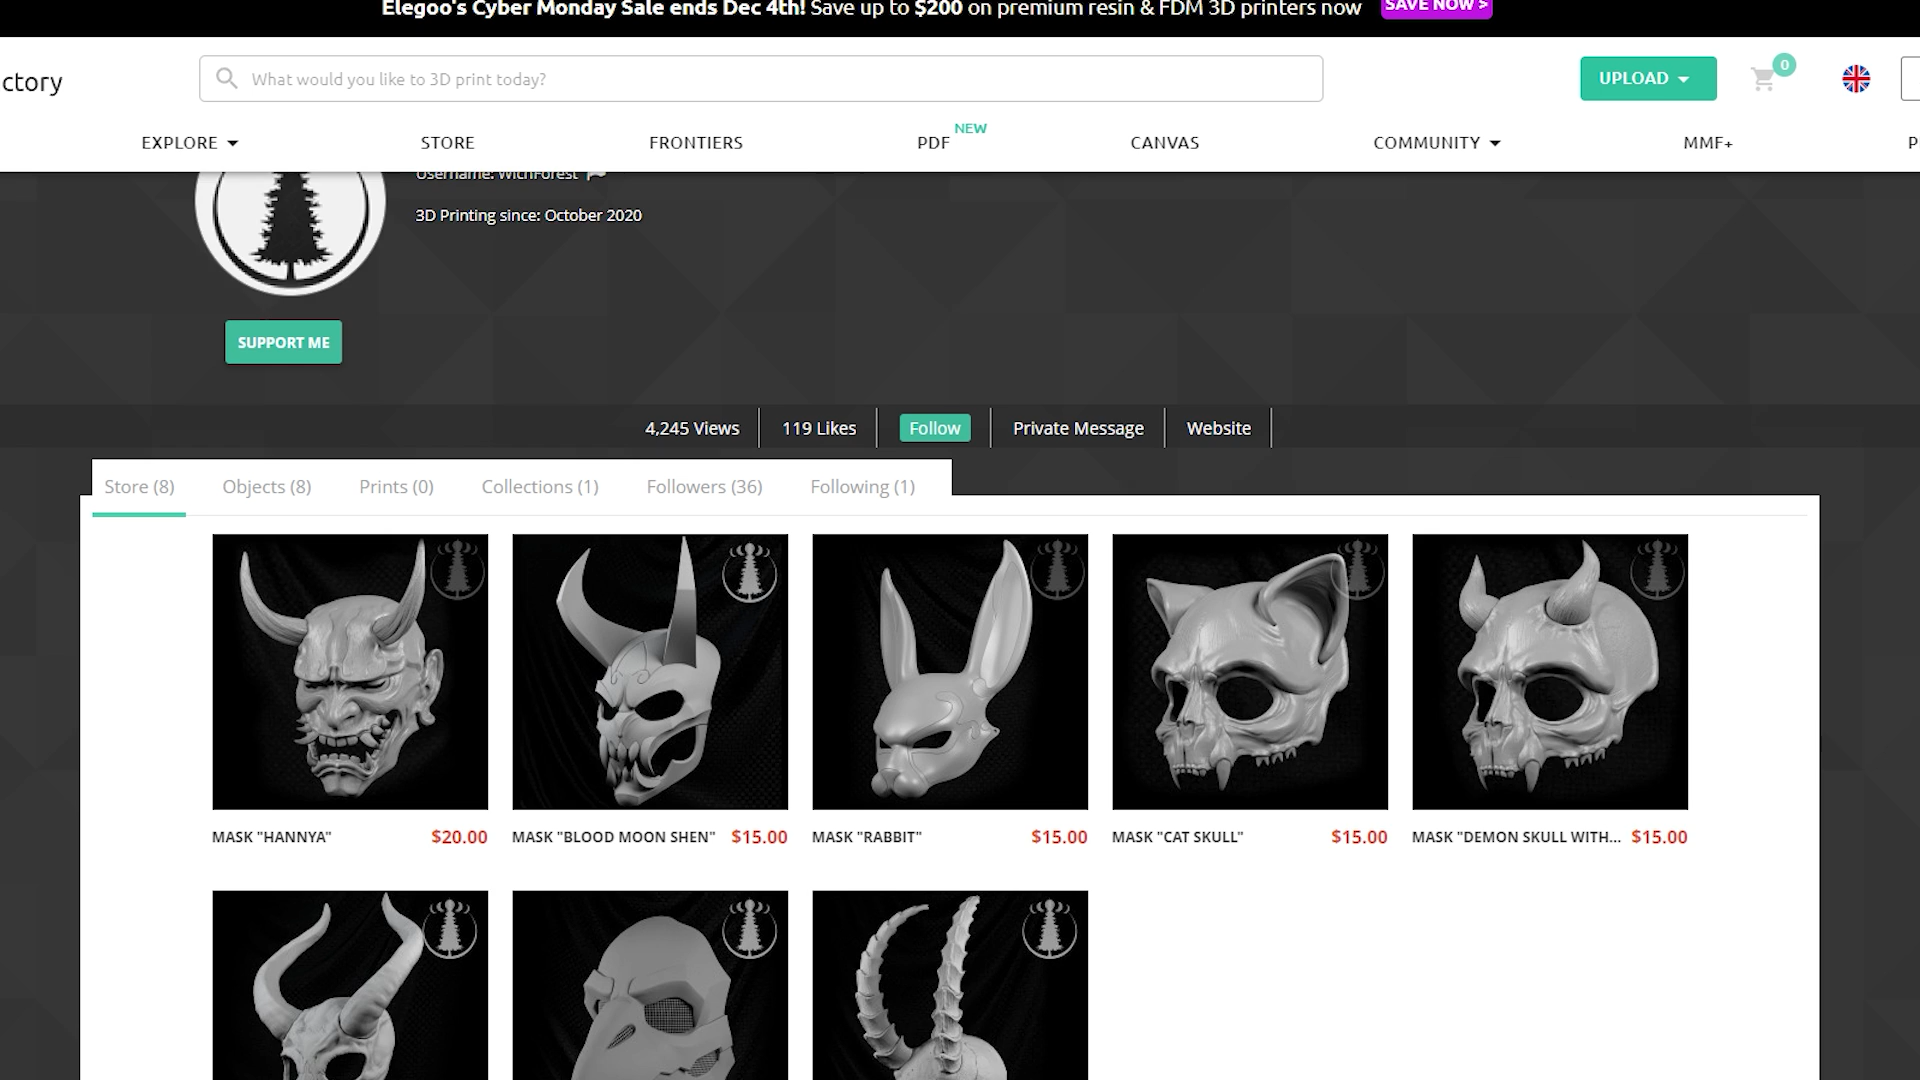 Elegoo's Cyber Monday Sale ends Dec 4th! Save up to $200 on premium resin & FDM 3D printers now SAVE NOW >
ctory
What would you like to 3D print today?
UPLOAD
0
EXPLORE STORE FRONTIERS PDF NEW CANVAS COMMUNITY MMF+ P
Username: WichForest
3D Printing since: October 2020
SUPPORT ME
4,245 Views 119 Likes Follow Private Message Website
Store (8) Objects (8) Prints (0) Collections (1) Followers (36) Following (1)
MASK "HANNYA" $20.00 MASK "BLOOD MOON SHEN" $15.00 MASK "RABBIT" $15.00 MASK "CAT SKULL" $15.00 MASK "DEMON SKULL WITH... $15.00